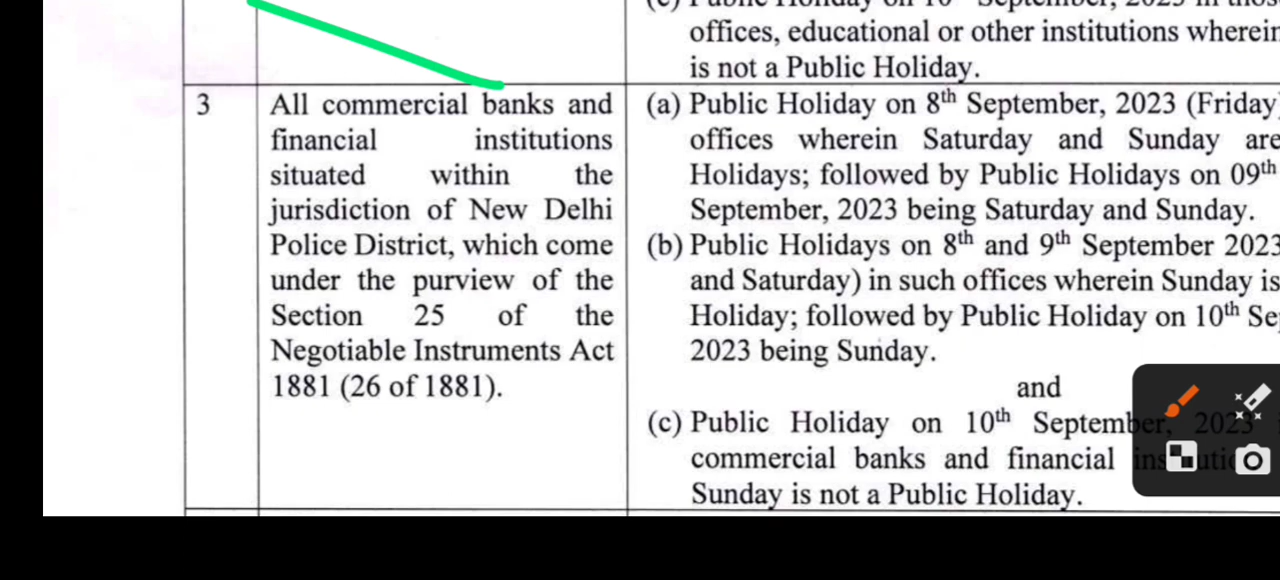 offices, educational or other institutions wherein
is not a Public Holiday.
3
All commercial banks and
financial institutions
situated within the
jurisdiction of New Delhi
Police District, which come
under the purview of the
Section 25 of the
Negotiable Instruments Act
1881 (26 of 1881).
(a) Public Holiday on 8th September, 2023 (Friday)
offices wherein Saturday and Sunday are
Holidays; followed by Public Holidays on 09th
September, 2023 being Saturday and Sunday.
(b) Public Holidays on 8th and 9th September 2023
and Saturday) in such offices wherein Sunday is
Holiday; followed by Public Holiday on 10th
2023 being Sunday.
and
(c) Public Holiday on 10th September, 2023
commercial banks and financial
Sunday is not a Public Holiday.